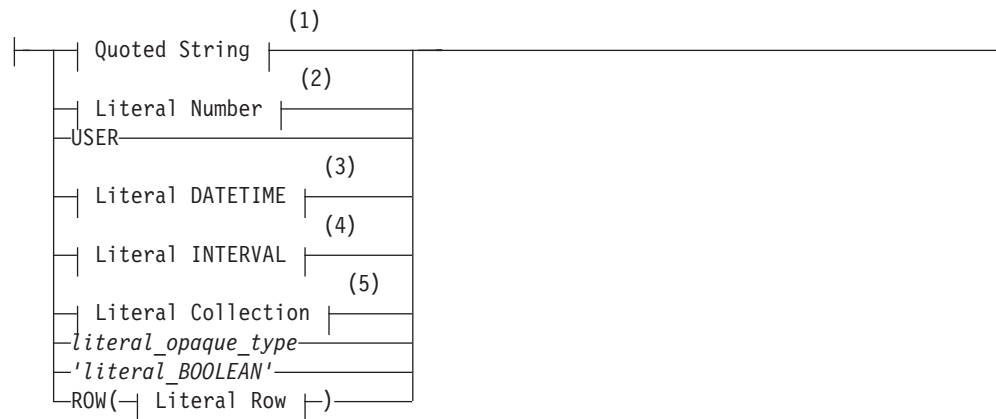 (1)
Quoted String
(2)
Literal Number
USER
(3)
Literal DATETIME
(4)
Literal INTERVAL
(5)
Literal Collection
literal_opaque_type
'literal_BOOLEAN'
ROW( Literal Row )